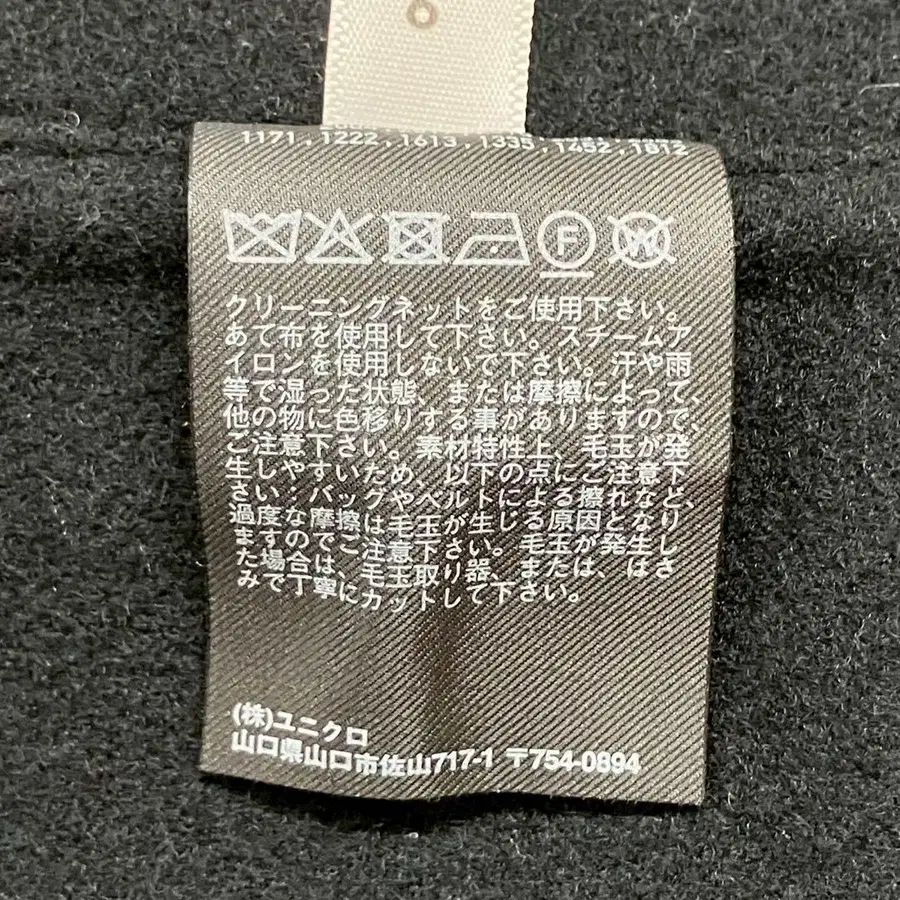 1171,1222,1613,1335,1452,1812
F W
クリーニングネットをご使用下さい。
あて布を使用して下さい。スチームア
イロンを使用しないで下さい。汗や雨
等で湿った状態、または摩擦によって、
他の物に色移りする事がありますので、
ご注意下さい。素材特性上、毛玉が発
生しやすいため、以下の点にご注意下
さい:バッグやベルトによる擦れなど、
過度な摩擦は毛玉が生じる原因となり
ますのでご注意下さい。毛玉が発生し
た場合は、毛玉取り器、または、はさ
みで丁寧にカットして下さい。
(株)ユニクロ
山口県山口市佐山717-1 〒754-0894